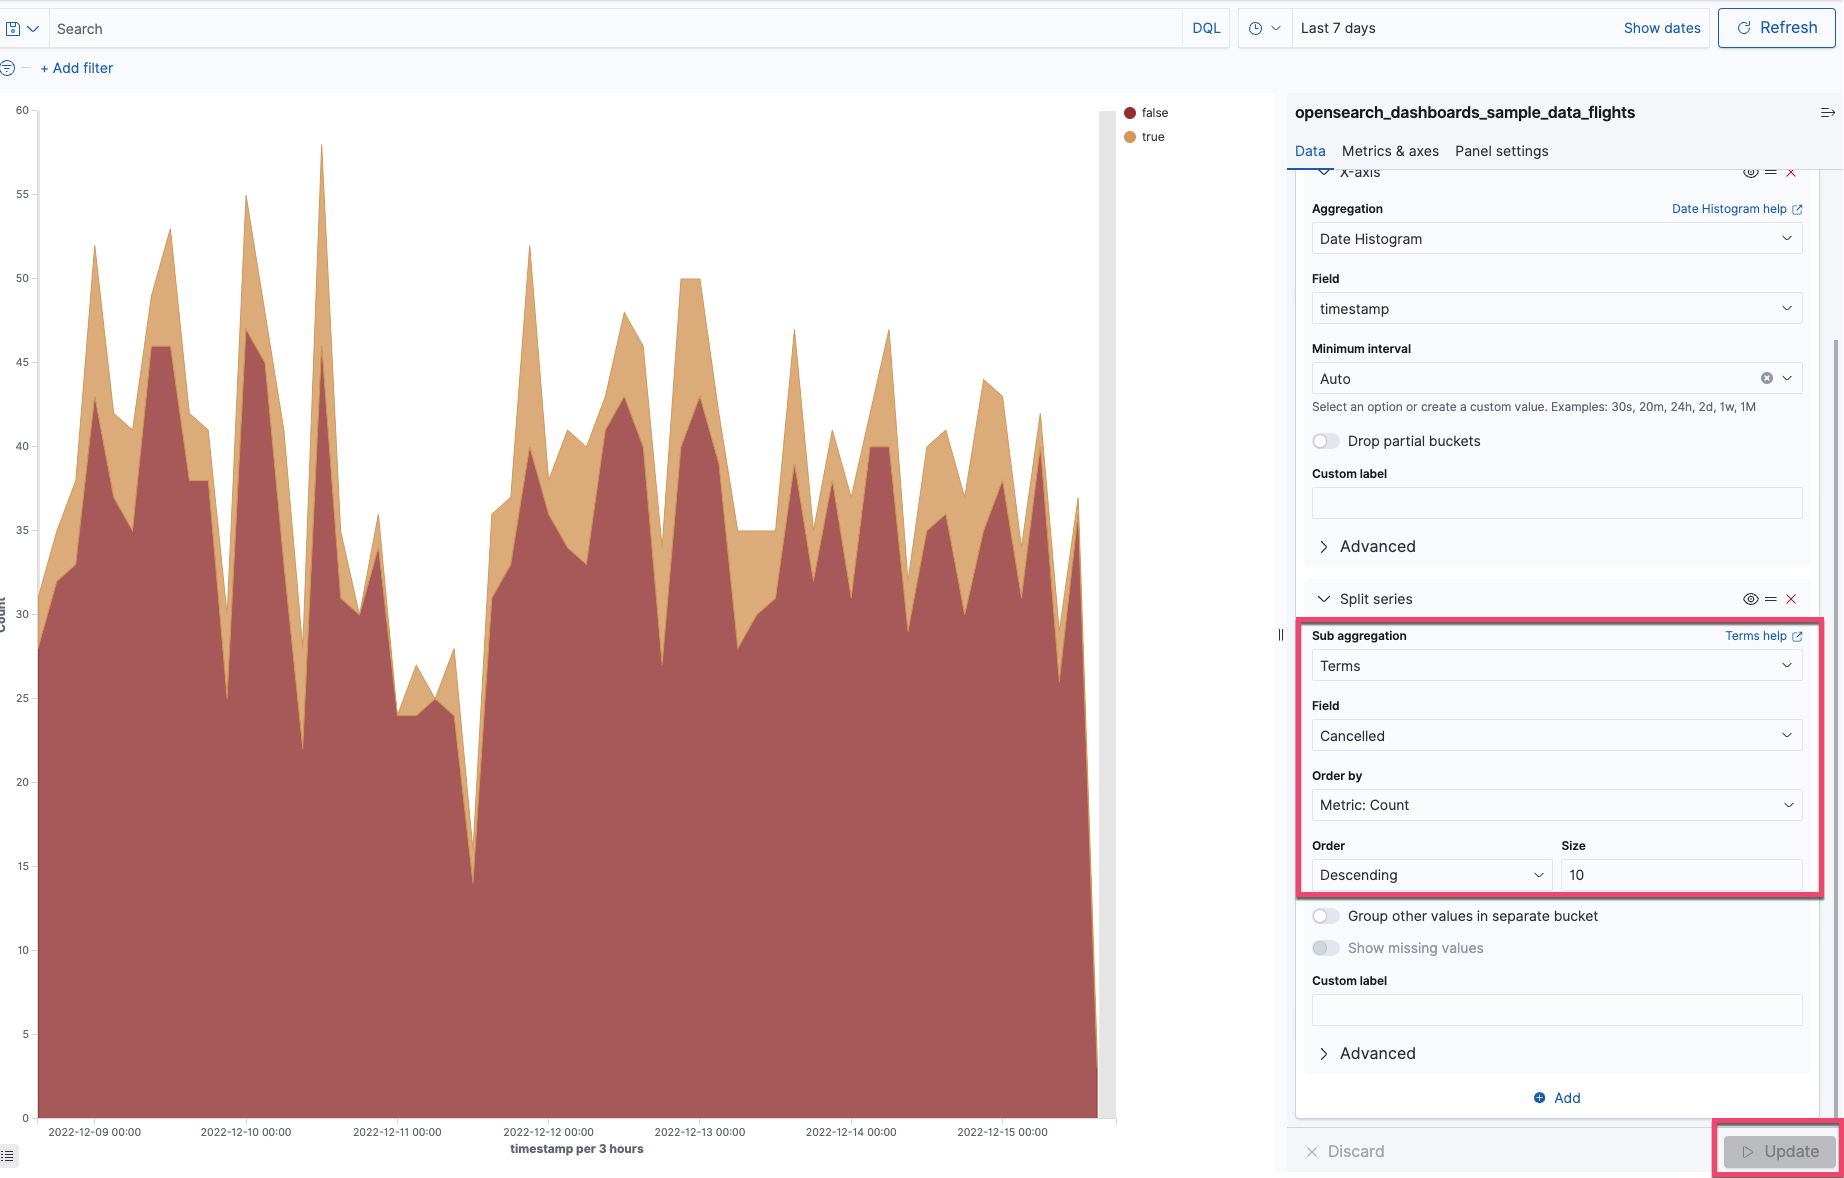 Search
DQL
Last 7 days
Show dates
Refresh
+ Add filter
60
55
50
45
40
35
30
25
20
15
10
5
0
Count
2022-12-09 00:00
2022-12-10 00:00
2022-12-11 00:00
2022-12-12 00:00
2022-12-13 00:00
2022-12-14 00:00
2022-12-15 00:00
timestamp per 3 hours
false
true
opensearch_dashboards_sample_data_flights
Data
Metrics & axes
Panel settings
X-axis
Aggregation
Date Histogram help
Date Histogram
Field
timestamp
Minimum interval
Auto
Select an option or create a custom value. Examples: 30s, 20m, 24h, 2d, 1w, 1M
Drop partial buckets
Custom label
Advanced
Split series
Sub aggregation
Terms help
Terms
Field
Cancelled
Order by
Metric: Count
Order
Size
Descending
10
Group other values in separate bucket
Show missing values
Custom label
Advanced
Add
Discard
Update